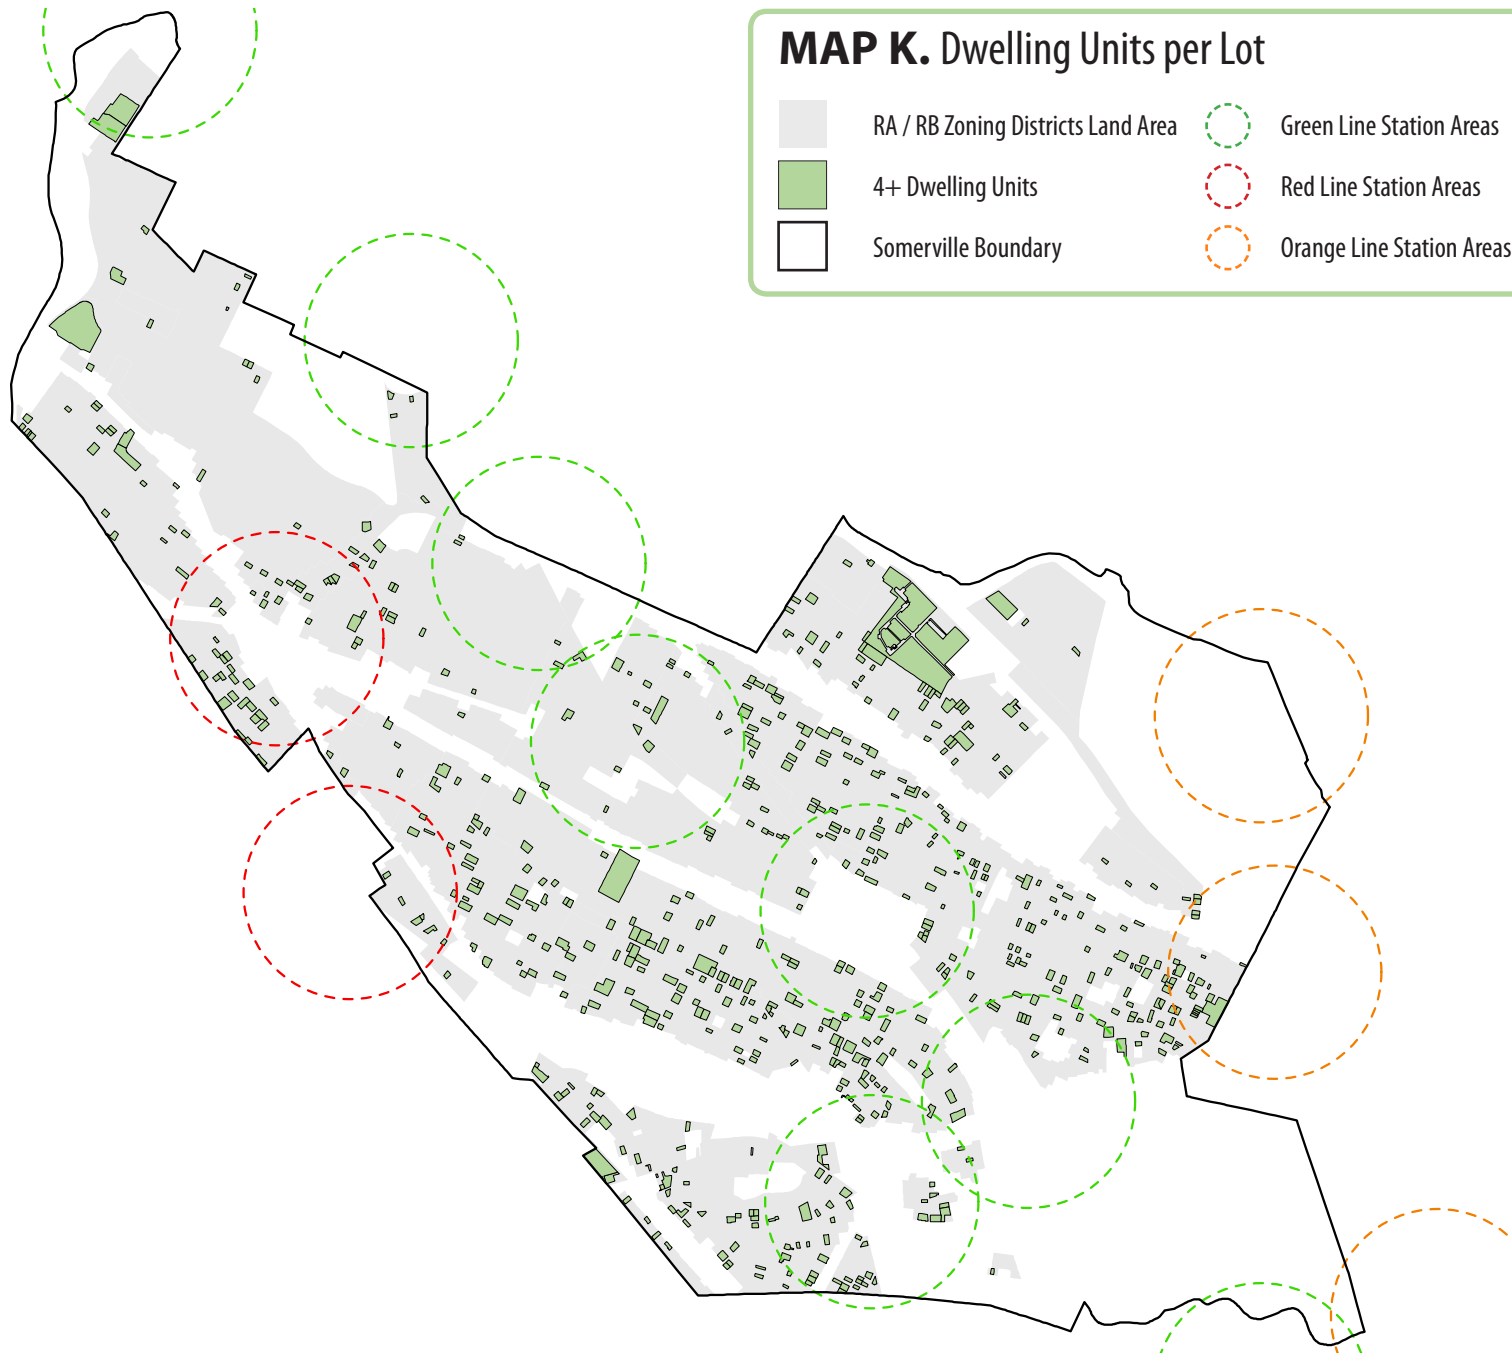 MAP K. Dwelling Units per Lot
RA / RB Zoning Districts Land Area
4+ Dwelling Units
Somerville Boundary
Green Line Station Areas
Red Line Station Areas
Orange Line Station Areas